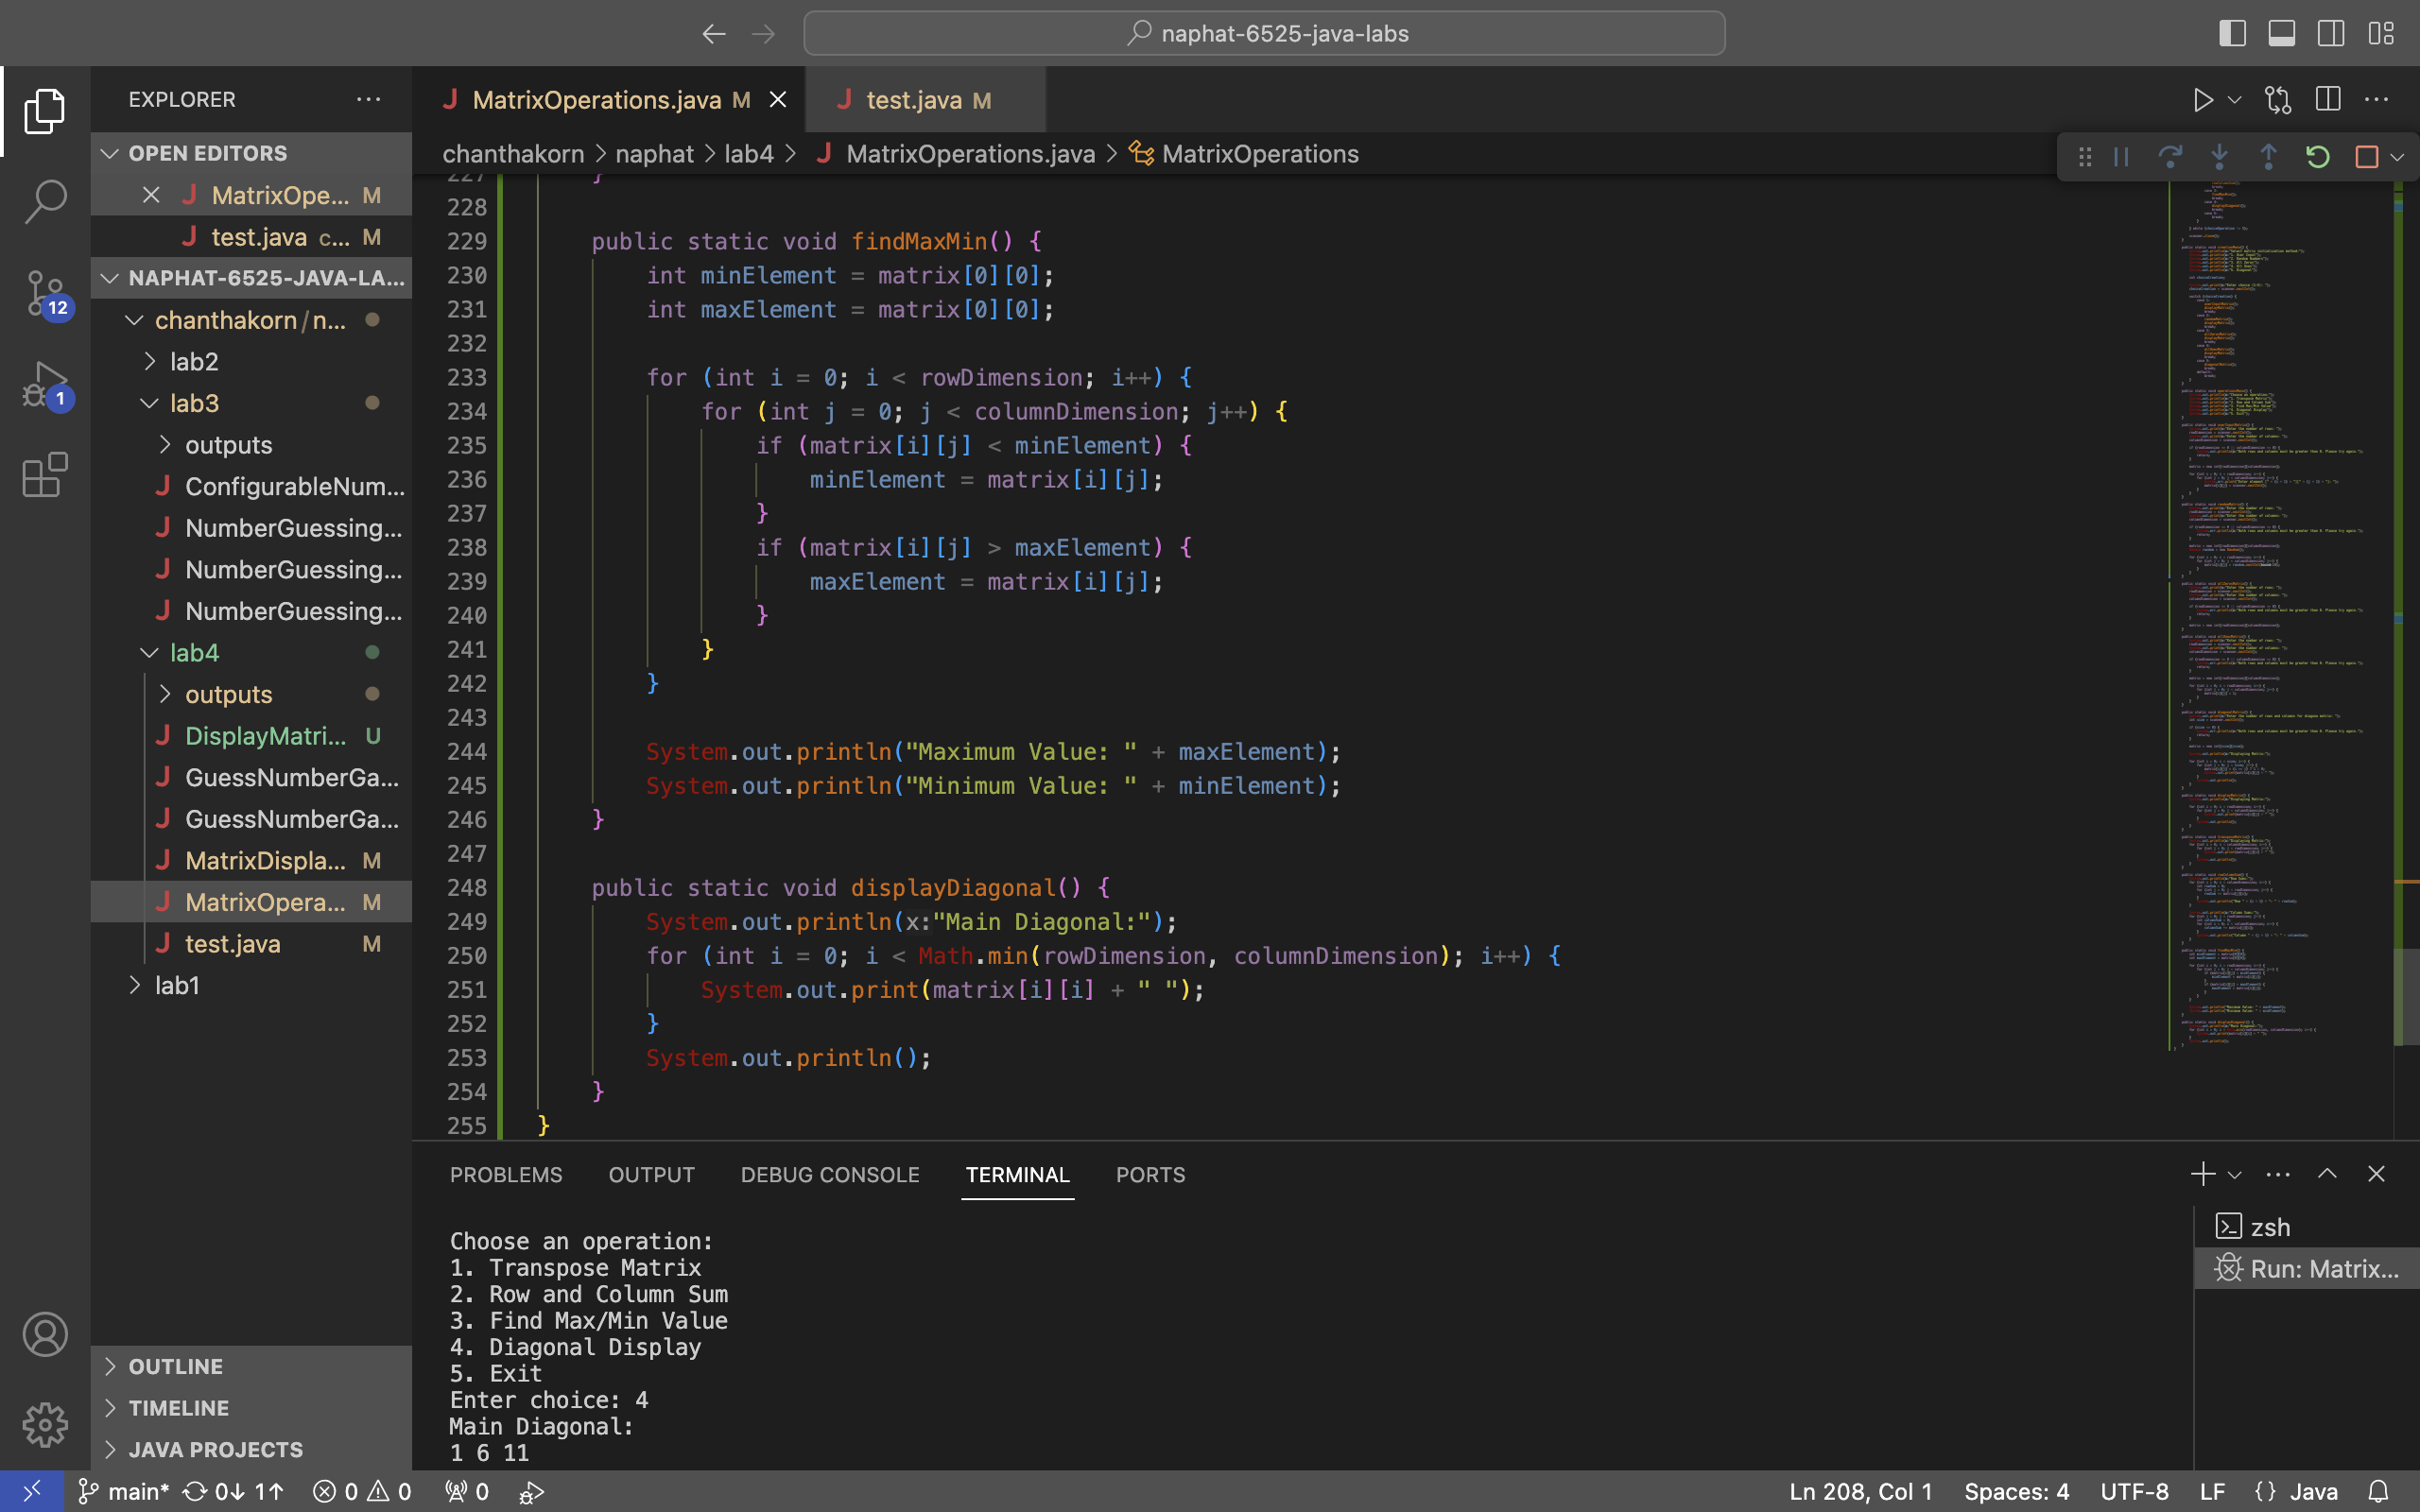 naphat-6525-java-labs
EXPLORER
MatrixOperations.java M
test.java M
OPEN EDITORS
chanthakorn > naphat > lab4 > MatrixOperations.java > MatrixOperations
MatrixOpe... M
test.java c... M
NAPHAT-6525-JAVA-LA...
chanthakorn/n...
lab2
lab3
outputs
ConfigurableNum...
NumberGuessing...
NumberGuessing...
NumberGuessing...
lab4
outputs
DisplayMatri... U
GuessNumberGa...
GuessNumberGa...
MatrixDispla... M
MatrixOpera... M
test.java M
lab1
OUTLINE
TIMELINE
JAVA PROJECTS
12
1
227 }
228
229 public static void findMaxMin() {
230 int minElement = matrix[0][0];
231 int maxElement = matrix[0][0];
232
233 for (int i = 0; i < rowDimension; i++) {
234 for (int j = 0; j < columnDimension; j++) {
235 if (matrix[i][j] < minElement) {
236 minElement = matrix[i][j];
237 }
238 if (matrix[i][j] > maxElement) {
239 maxElement = matrix[i][j];
240 }
241 }
242 }
243
244 System.out.println("Maximum Value: " + maxElement);
245 System.out.println("Minimum Value: " + minElement);
246 }
247
248 public static void displayDiagonal() {
249 System.out.println(x:"Main Diagonal:");
250 for (int i = 0; i < Math.min(rowDimension, columnDimension); i++) {
251 System.out.print(matrix[i][i] + " ");
252 }
253 System.out.println();
254 }
255 }
PROBLEMS OUTPUT DEBUG CONSOLE TERMINAL PORTS
Choose an operation:
1. Transpose Matrix
2. Row and Column Sum
3. Find Max/Min Value
4. Diagonal Display
5. Exit
Enter choice: 4
Main Diagonal:
1 6 11
zsh
Run: Matrix...
main* 0↓ 1↑ 0 0 0
Ln 208, Col 1 Spaces: 4 UTF-8 LF {} Java